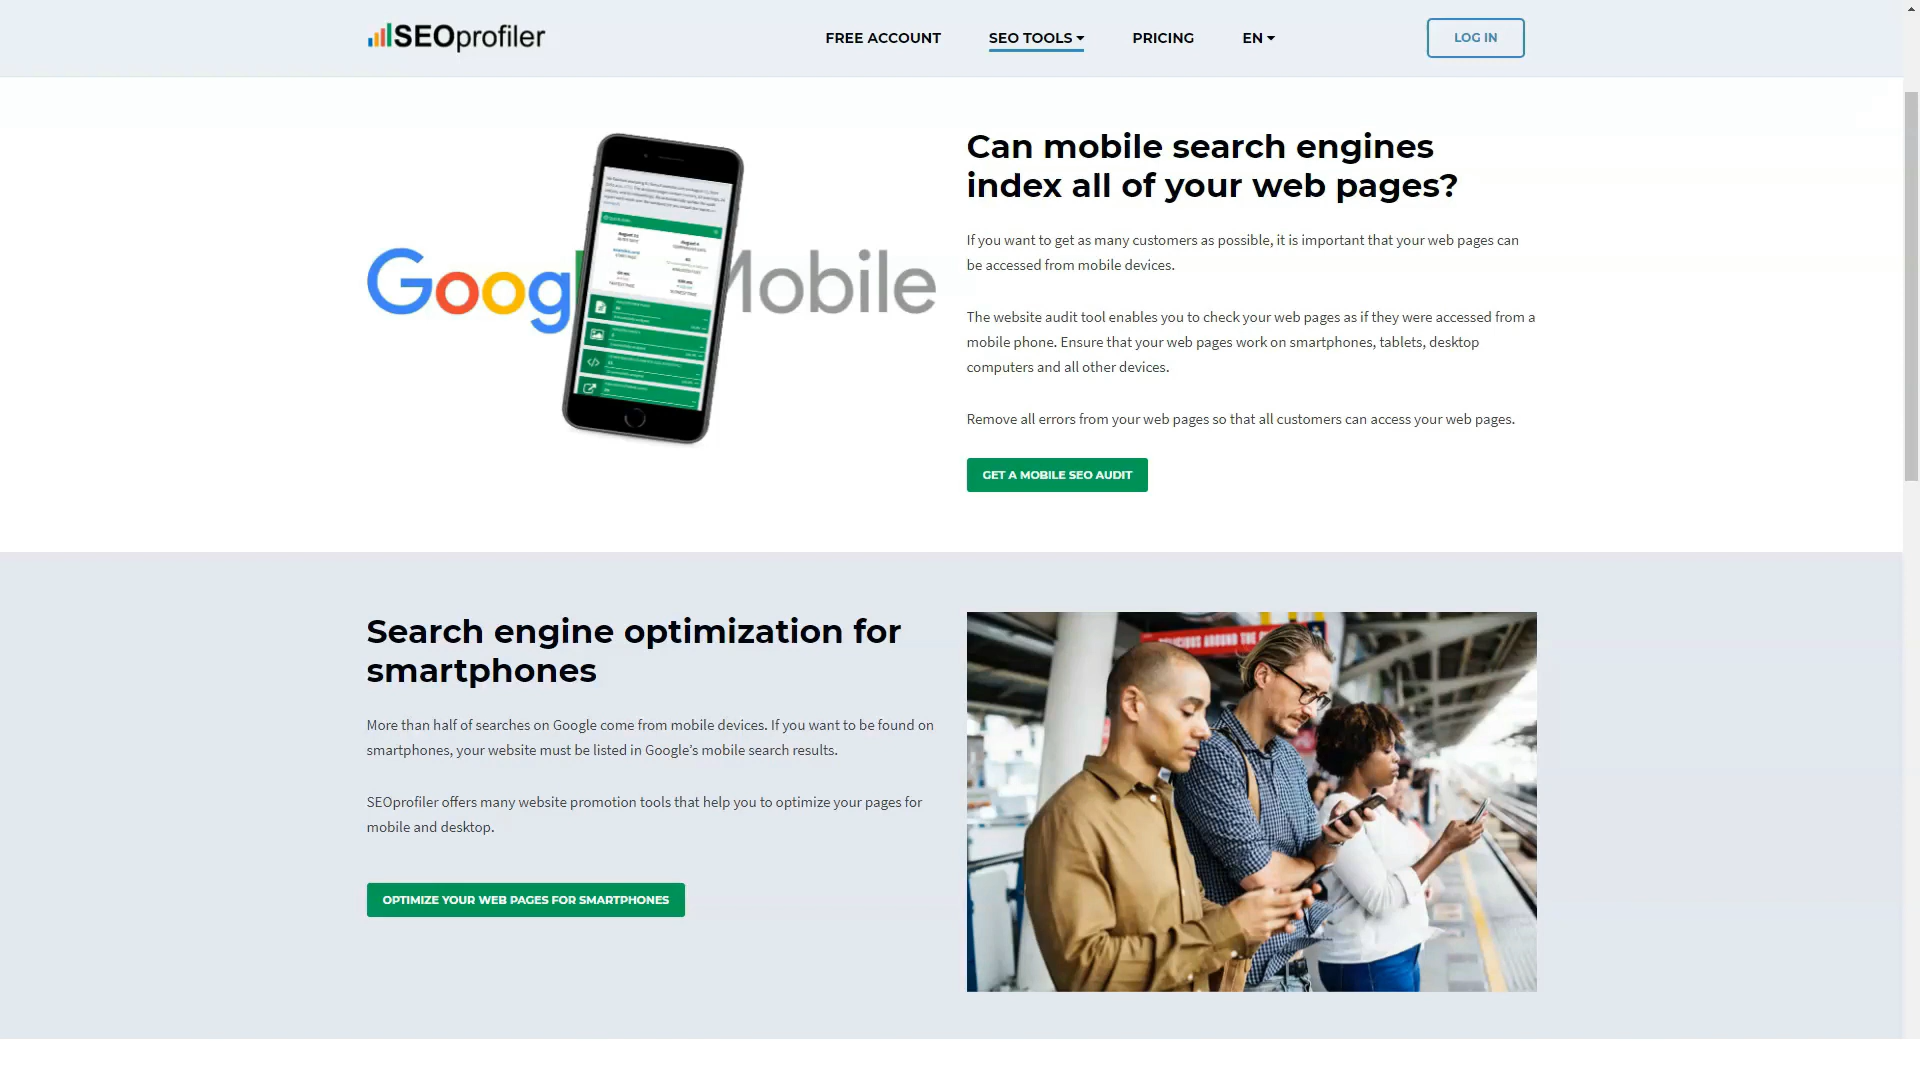 SEOprofiler
FREE ACCOUNT
SEO TOOLS
PRICING
EN
LOG IN
Goog Mobile
Can mobile search engines
index all of your web pages?
If you want to get as many customers as possible, it is important that your web pages can
be accessed from mobile devices.
The website audit tool enables you to check your web pages as if they were accessed from a
mobile phone. Ensure that your web pages work on smartphones, tablets, desktop
computers and all other devices.
Remove all errors from your web pages so that all customers can access your web pages.
GET A MOBILE SEO AUDIT
Search engine optimization for
smartphones
More than half of searches on Google come from mobile devices. If you want to be found on
smartphones, your website must be listed in Google's mobile search results.
SEOprofiler offers many website promotion tools that help you to optimize your pages for
mobile and desktop.
OPTIMIZE YOUR WEB PAGES FOR SMARTPHONES